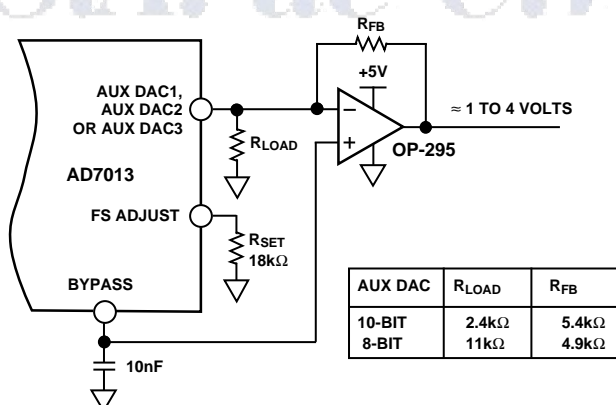 R_FB
+5V
AUX DAC1,
AUX DAC2
OR AUX DAC3
−
+
≈ 1 TO 4 VOLTS
R_LOAD
OP-295
AD7013
FS ADJUST
R_SET
18kΩ
BYPASS
10nF
AUX DAC R_LOAD R_FB
10-BIT 2.4kΩ 5.4kΩ
8-BIT 11kΩ 4.9kΩ